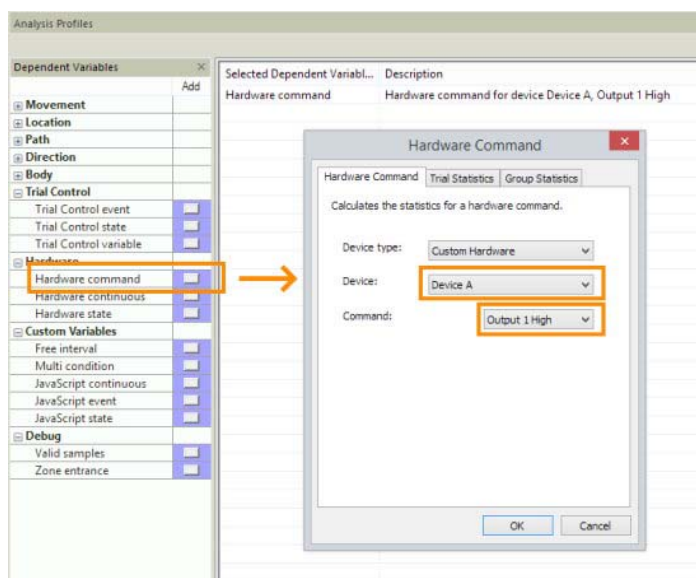 Analysis Profiles
Dependent Variables ×
Add
Movement
Location
Path
Direction
Body
Trial Control
Trial Control event
Trial Control state
Trial Control variable
Hardware
Hardware command
Hardware continuous
Hardware state
Custom Variables
Free interval
Multi condition
JavaScript continuous
JavaScript event
JavaScript state
Debug
Valid samples
Zone entrance
Selected Dependent Variabl... Description
Hardware command Hardware command for device Device A, Output 1 High
Hardware Command
Hardware Command Trial Statistics Group Statistics
Calculates the statistics for a hardware command.
Device type: Custom Hardware
Device: Device A
Command: Output 1 High
OK Cancel